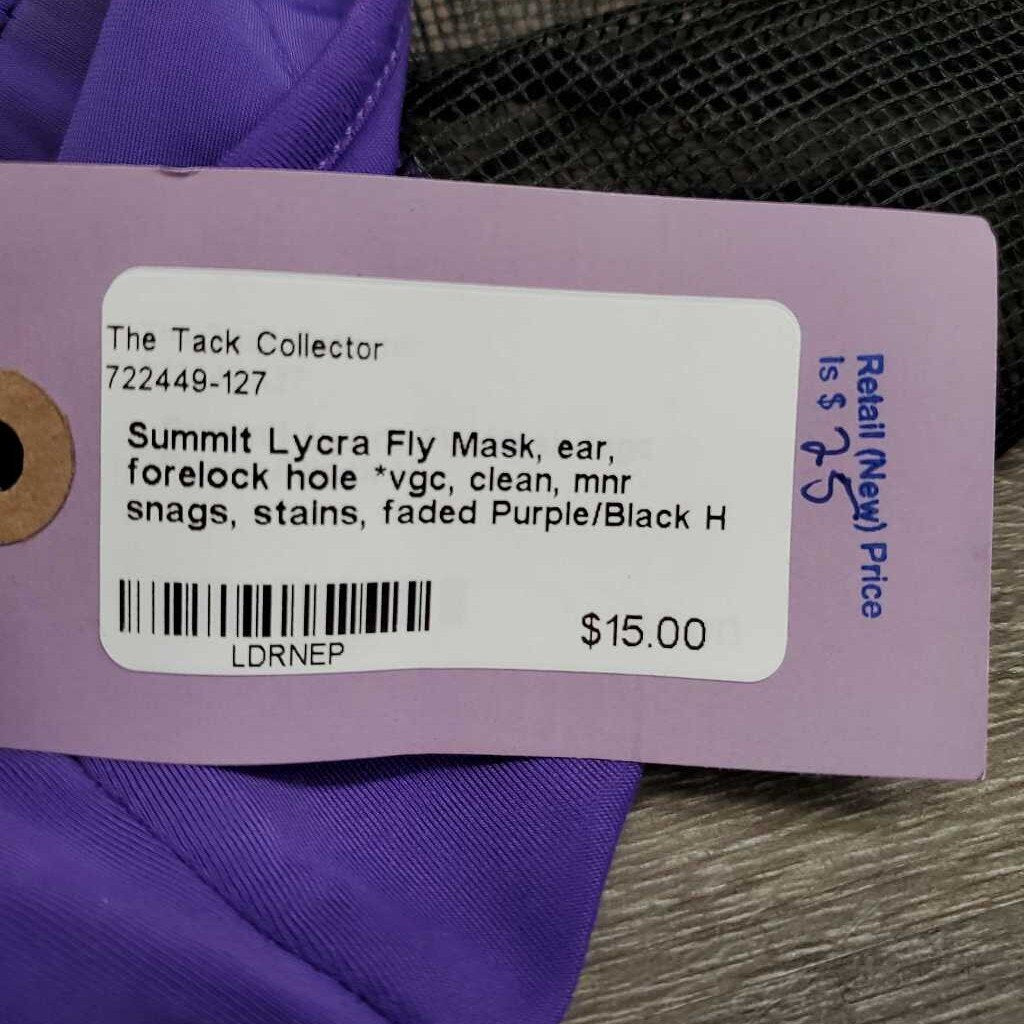 The Tack Collector
722449-127
Summit Lycra Fly Mask, ear,
forelock hole *vgc, clean, mnr
snags, stains, faded Purple/Black H
LDRNEP
$15.00
Retail (New) Price
Is $ 25